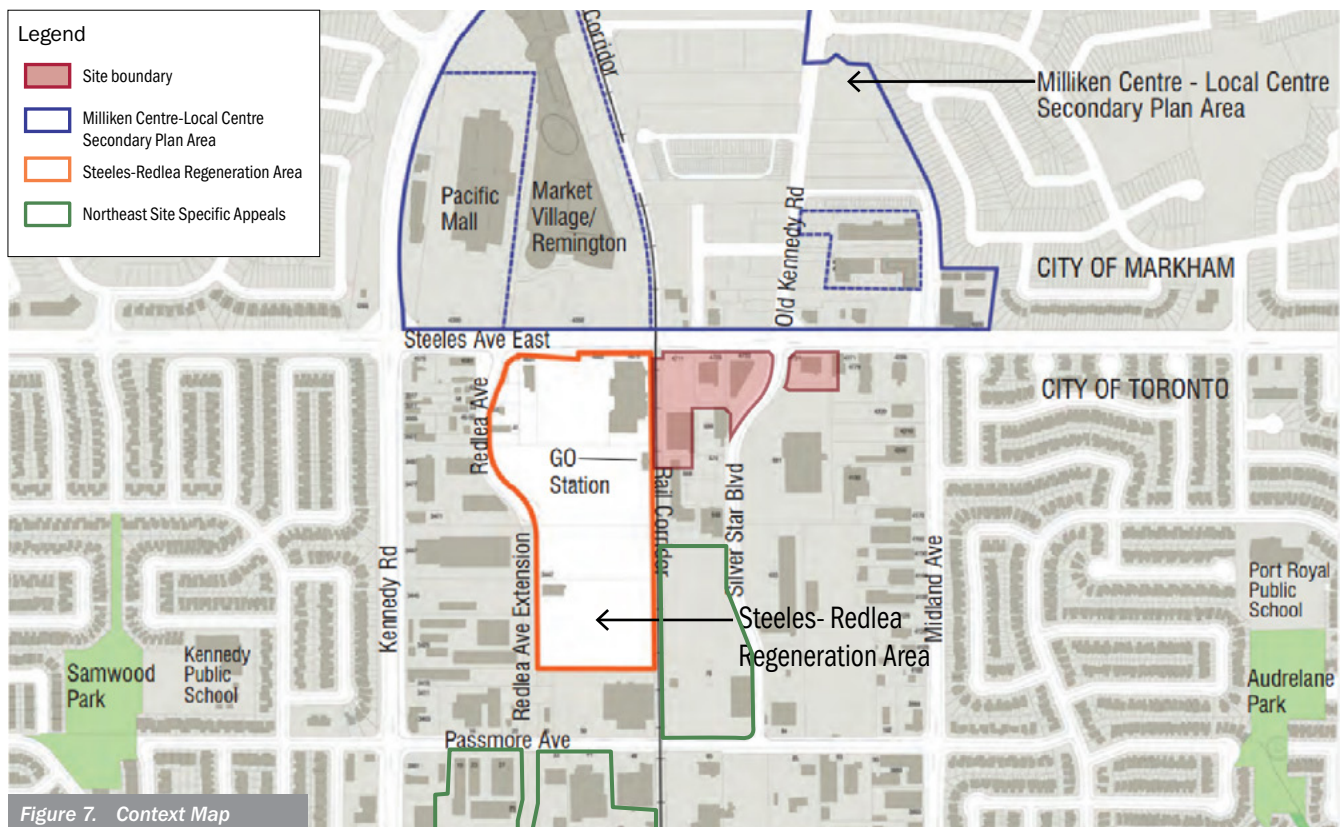 Legend
Site boundary
Milliken Centre-Local Centre
Secondary Plan Area
Steeles-Redlea Regeneration Area
Northeast Site Specific Appeals
Corridor
Milliken Centre - Local Centre
Secondary Plan Area
Pacific
Mall
Market
Village/
Remington
Old Kennedy Rd
CITY OF MARKHAM
Steeles Ave East
CITY OF TORONTO
Redlea Ave
GO
Station
Rail Corridor
Silver Star Blvd
Kennedy Rd
Redlea Ave Extension
Midland Ave
Steeles- Redlea
Regeneration Area
Port Royal
Public
School
Samwood
Park
Kennedy
Public
School
Audrelane
Park
Passmore Ave
Figure 7. Context Map